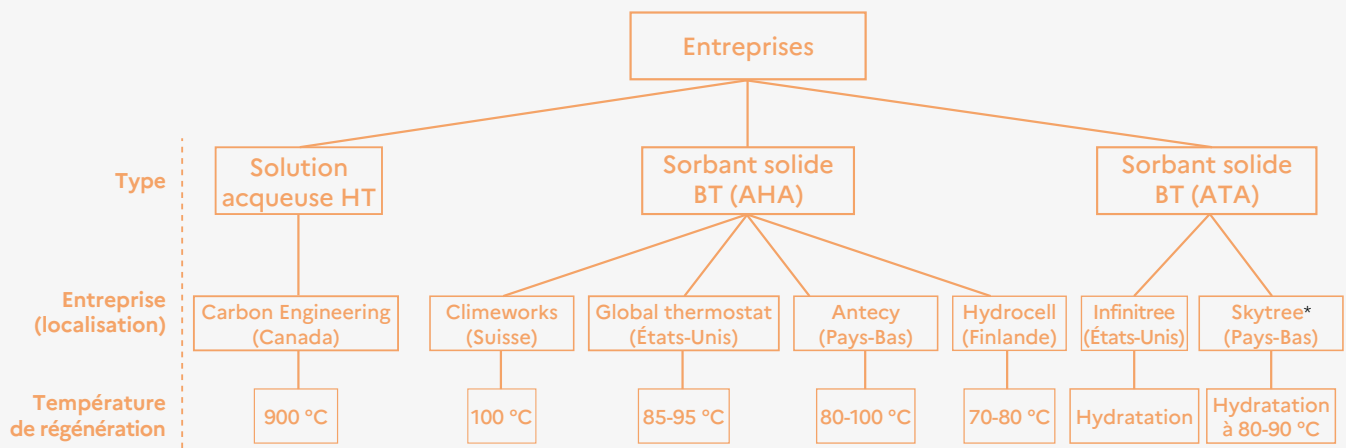 Entreprises
Type
Solution
acqueuse HT
Sorbant solide
BT (AHA)
Sorbant solide
BT (ATA)
Entreprise
(localisation)
Carbon Engineering
(Canada)
Climeworks
(Suisse)
Global thermostat
(États-Unis)
Antecy
(Pays-Bas)
Hydrocell
(Finlande)
Infinitree
(États-Unis)
Skytree*
(Pays-Bas)
Température
de régénération
900 °C
100 °C
85-95 °C
80-100 °C
70-80 °C
Hydratation
Hydratation
à 80-90 °C